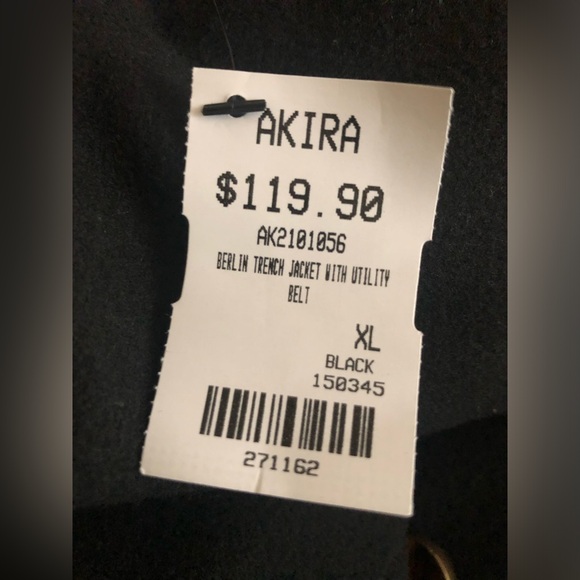 AKIRA
$119.90
AK2101056
BERLIN TRENCH JACKET WITH UTILITY
BELT
XL
BLACK
150345
271162